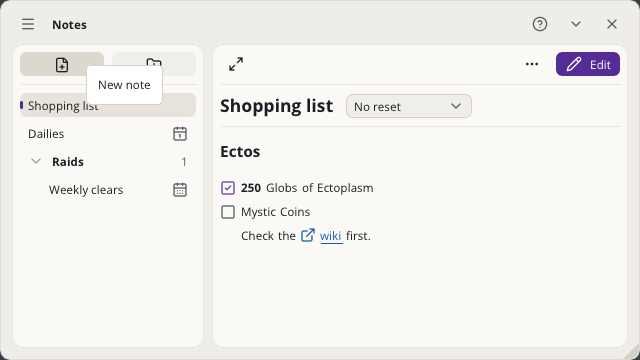 Notes
New note
Edit
Shopping list
Dailies
Raids 1
Weekly clears
Shopping list No reset
Ectos
250 Globs of Ectoplasm
Mystic Coins
Check the wiki first.